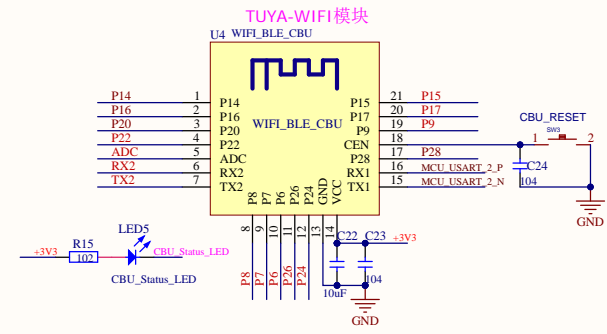 TUYA-WIFI模块
U4 WIFI_BLE_CBU
P14 1 P14
P16 2 P16
P20 3 P20
P22 4 P22
ADC 5 ADC
RX2 6 RX2
TX2 7 TX2
WIFI_BLE_CBU
P15 21 P15
P17 20 P17
P9 19 P9
CEN 18
P28 17 P28
RX1 16 MCU_USART_2_P
TX1 15 MCU_USART_2_N
CBU_RESET
SW3
1 2
C24
104
GND
P8 P7 P6 P26 P24 GND VCC
8 9 10 11 12 13 14
P8 P7 P6 P26 P24
C22 C23 +3V3
10uF 104
GND
LED5
+3V3 R15 CBU_Status_LED
102
CBU_Status_LED